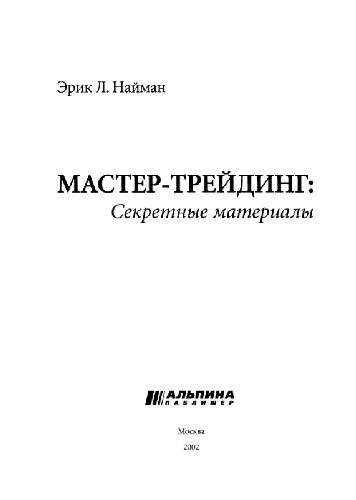 Эрик Л. Найман
МАСТЕР-ТРЕЙДИНГ:
Секретные материалы
АЛЬПИНА
ПАБЛИШЕР
Москва
2002